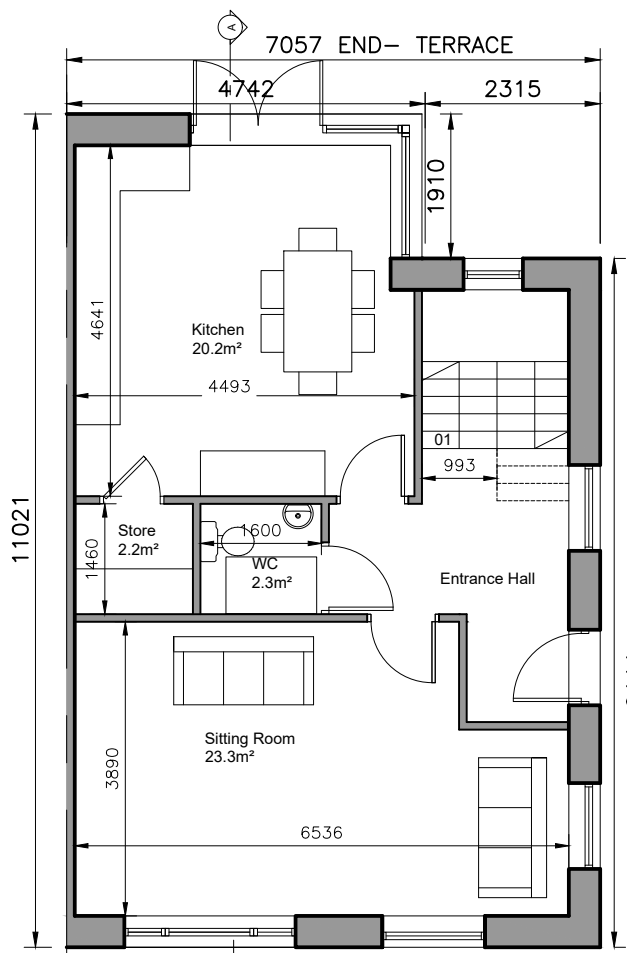 A
7057 END- TERRACE
4742
2315
1910
4641
Kitchen
20.2m²
4493
01
993
11021
Store
2.2m²
1460
1600
WC
2.3m²
Entrance Hall
Sitting Room
23.3m²
3890
6536